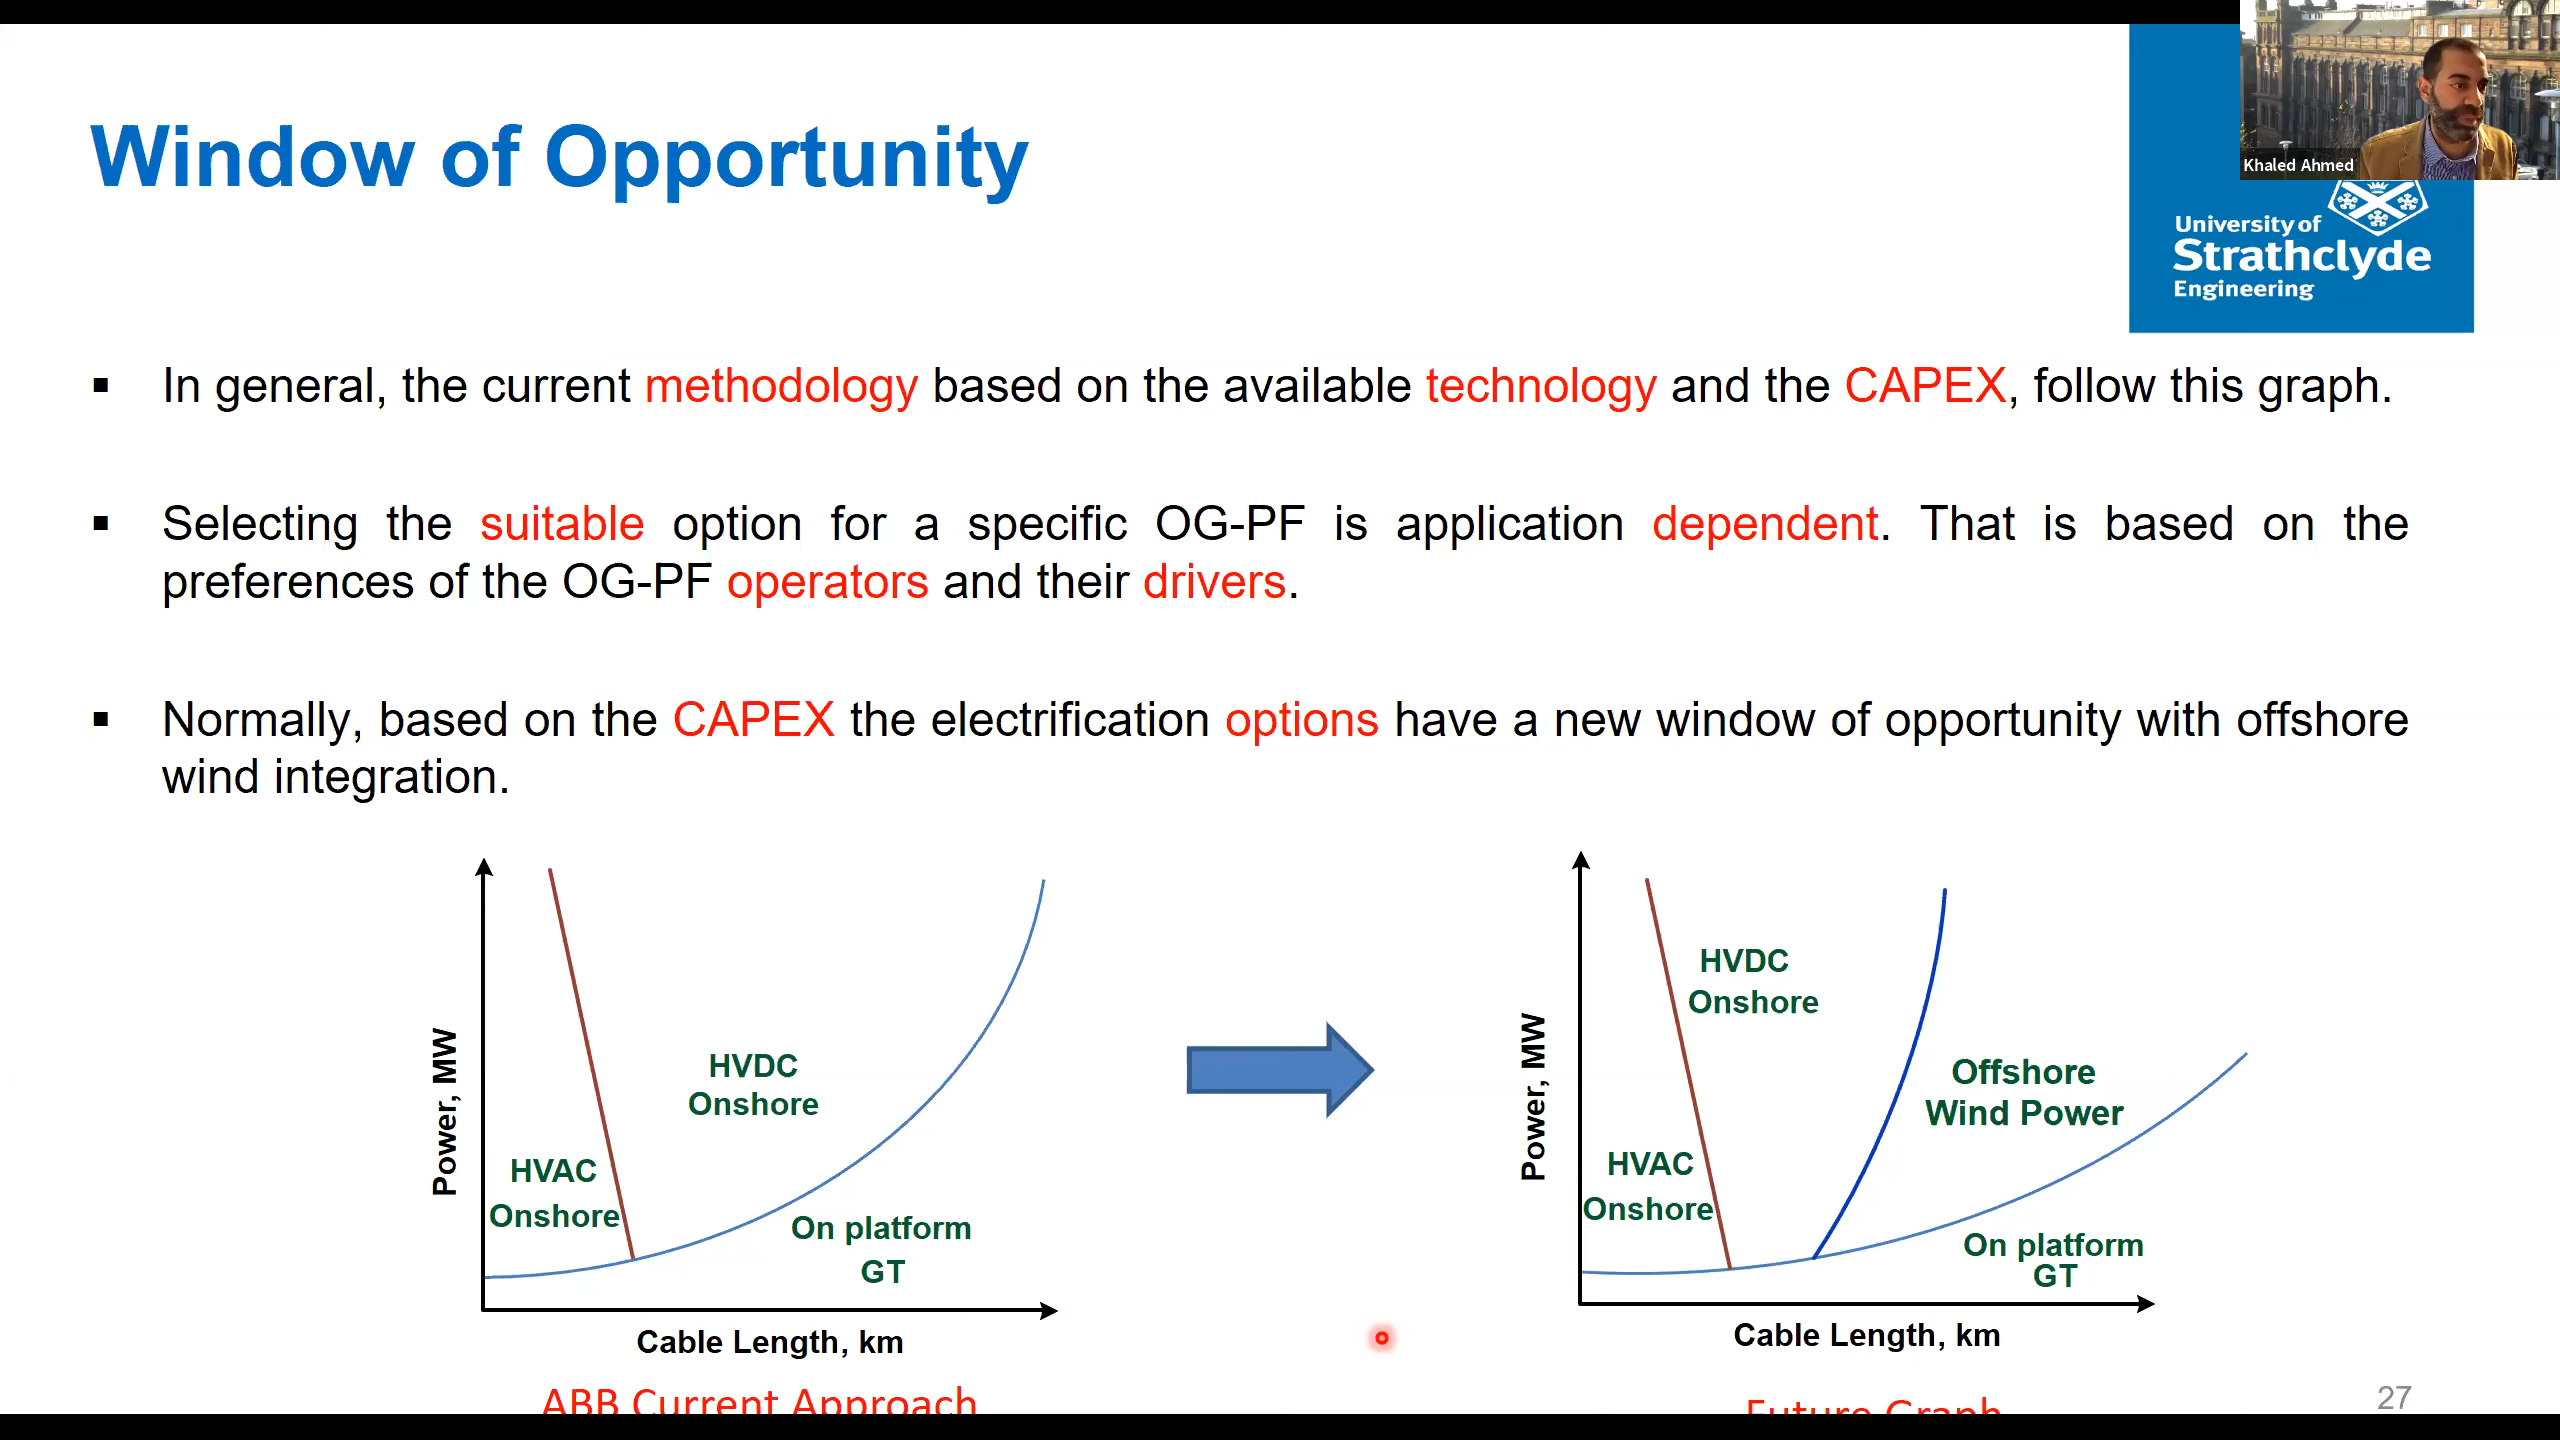 Window of Opportunity
Khaled Ahmed
University of
Strathclyde
Engineering
▪ In general, the current methodology based on the available technology and the CAPEX, follow this graph.
▪ Selecting the suitable option for a specific OG-PF is application dependent. That is based on the
preferences of the OG-PF operators and their drivers.
▪ Normally, based on the CAPEX the electrification options have a new window of opportunity with offshore
wind integration.
Power, MW
HVAC
Onshore
HVDC
Onshore
On platform
GT
Cable Length, km
ABB Current Approach
Power, MW
HVDC
Onshore
HVAC
Onshore
Offshore
Wind Power
On platform
GT
Cable Length, km
Future Graph
27